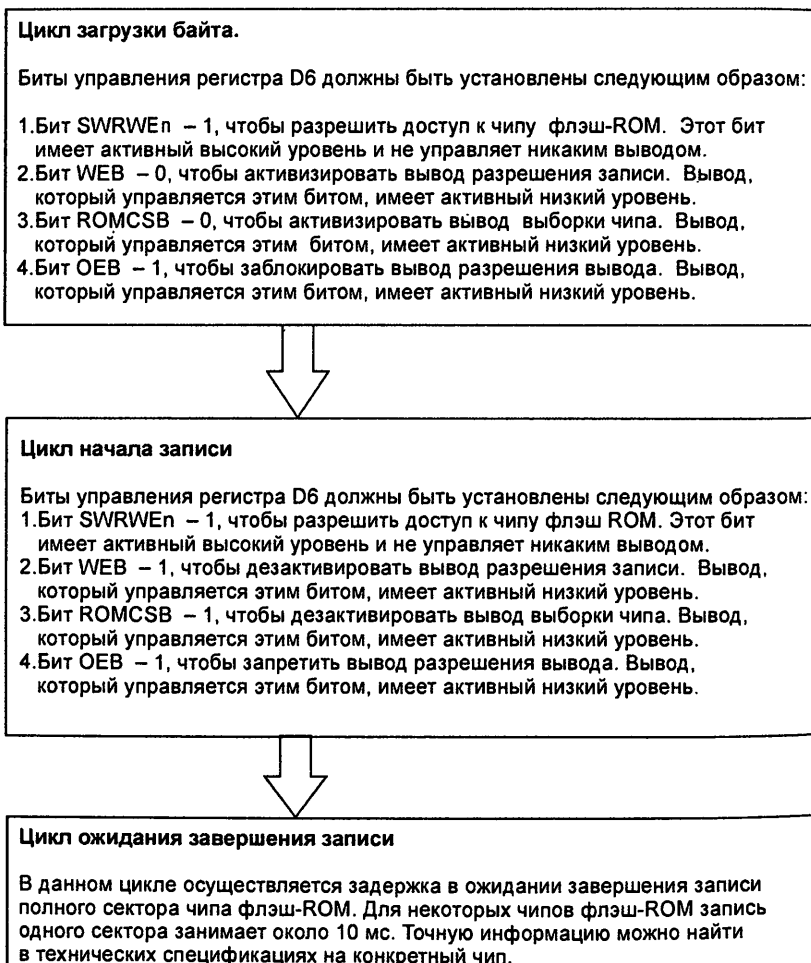 Цикл загрузки байта.
Биты управления регистра D6 должны быть установлены следующим образом:
1.Бит SWRWEn – 1, чтобы разрешить доступ к чипу флэш-ROM. Этот бит
имеет активный высокий уровень и не управляет никаким выводом.
2.Бит WEB – 0, чтобы активизировать вывод разрешения записи. Вывод,
который управляется этим битом, имеет активный низкий уровень.
3.Бит ROMCSB – 0, чтобы активизировать вывод выборки чипа. Вывод,
который управляется этим битом, имеет активный низкий уровень.
4.Бит OEB – 1, чтобы заблокировать вывод разрешения вывода. Вывод,
который управляется этим битом, имеет активный низкий уровень.
Цикл начала записи
Биты управления регистра D6 должны быть установлены следующим образом:
1.Бит SWRWEn – 1, чтобы разрешить доступ к чипу флэш ROM. Этот бит
имеет активный высокий уровень и не управляет никаким выводом.
2.Бит WEB – 1, чтобы дезактивировать вывод разрешения записи. Вывод,
который управляется этим битом, имеет активный низкий уровень.
3.Бит ROMCSB – 1, чтобы дезактивировать вывод выборки чипа. Вывод,
который управляется этим битом, имеет активный низкий уровень.
4.Бит OEB – 1, чтобы запретить вывод разрешения вывода. Вывод,
который управляется этим битом, имеет активный низкий уровень.
Цикл ожидания завершения записи
В данном цикле осуществляется задержка в ожидании завершения записи
полного сектора чипа флэш-ROM. Для некоторых чипов флэш-ROM запись
одного сектора занимает около 10 мс. Точную информацию можно найти
в технических спецификациях на конкретный чип.